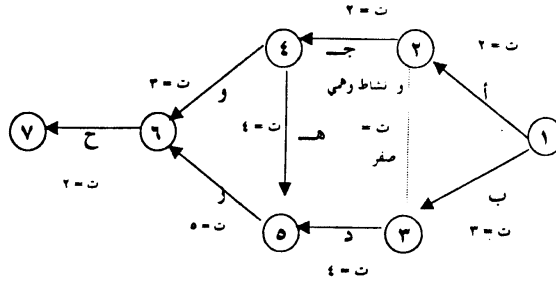 ت = ٢
ت = ٢
جـ
٤
٢
أ
و نشاط وهمي
ت = ٣
و
ت =
صفر
ت = ٤
هـ
١
٦
ح
٧
ت = ٢
ب
ت = ٣
ز
ت = ٥
٥
د
٣
ت = ٤